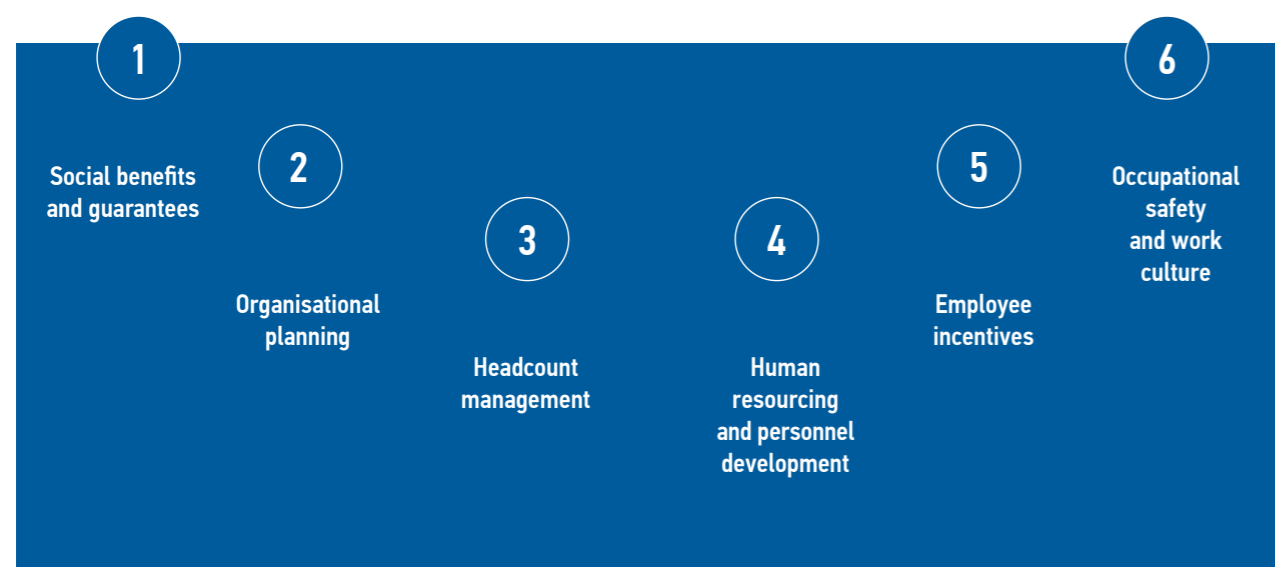 1
Social benefits
and guarantees
2
Organisational
planning
3
Headcount
management
4
Human
resourcing
and personnel
development
5
Employee
incentives
6
Occupational
safety
and work
culture